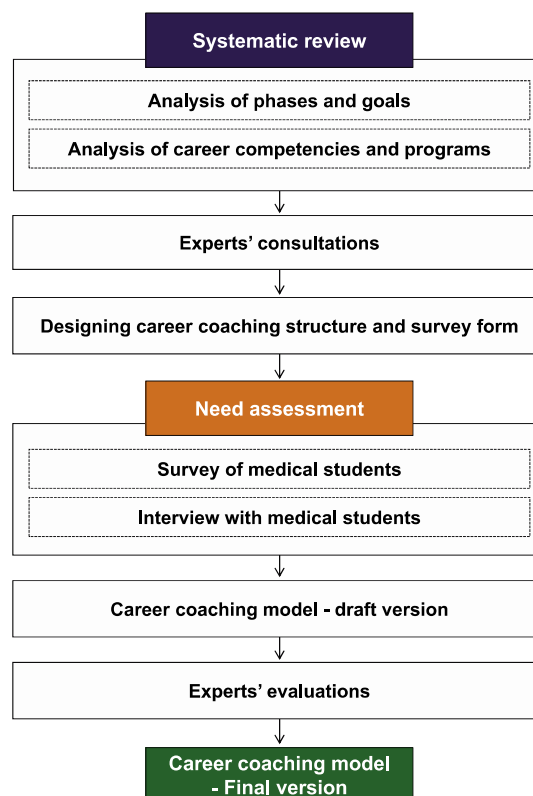 Systematic review
Analysis of phases and goals
Analysis of career competencies and programs
Experts’ consultations
Designing career coaching structure and survey form
Need assessment
Survey of medical students
Interview with medical students
Career coaching model - draft version
Experts’ evaluations
Career coaching model
- Final version